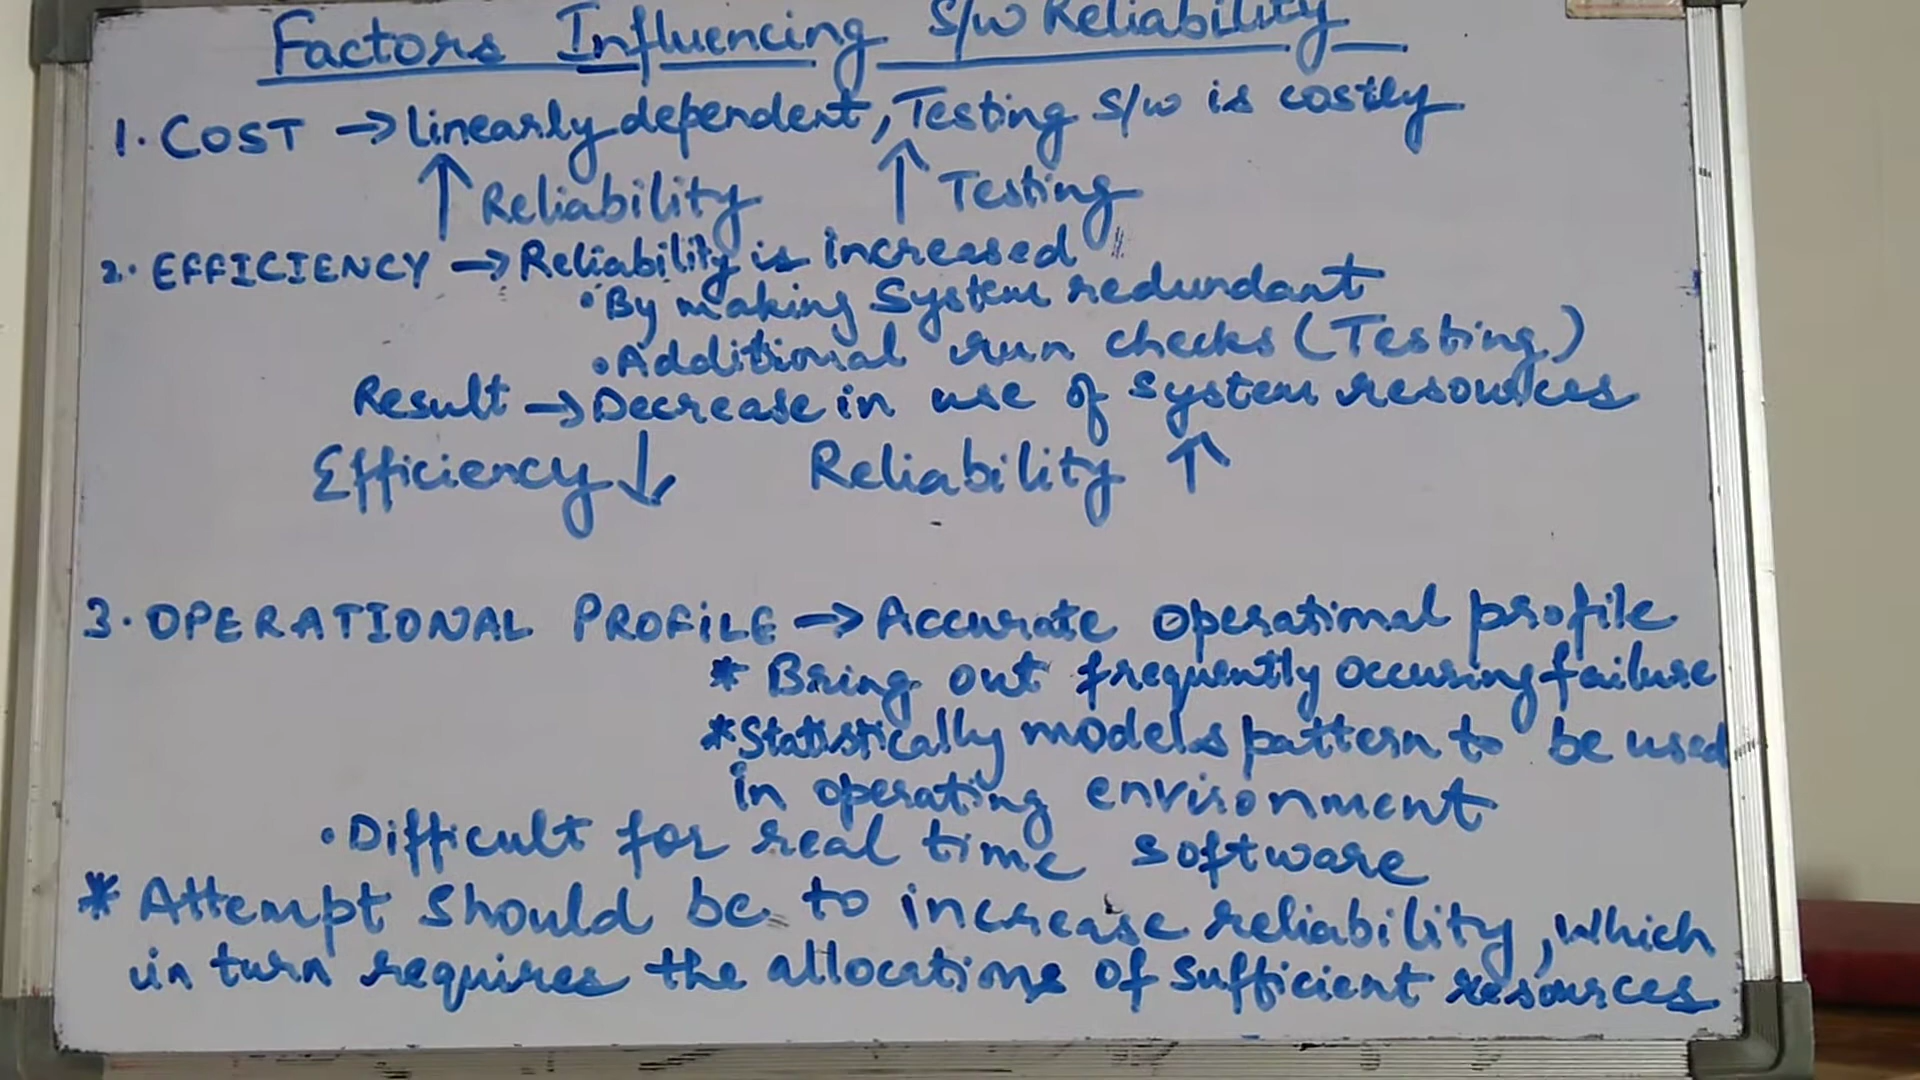 Factors Influencing S/w Reliability
1. COST → Linearly dependent, Testing S/w is costly
↑ Reliability ↑ Testing
2. EFFICIENCY → Reliability is increased
• By making System redundant
• Additional run checks (Testing)
Result → Decrease in use of System resources
Efficiency ↓ Reliability ↑
3. OPERATIONAL PROFILE → Accurate operational profile
* Bring out frequently occuring failure
* Statistically models pattern to be used
in operating environment
• Difficult for real time software
* Attempt should be to increase reliability, which
in turn requires the allocations of sufficient resources